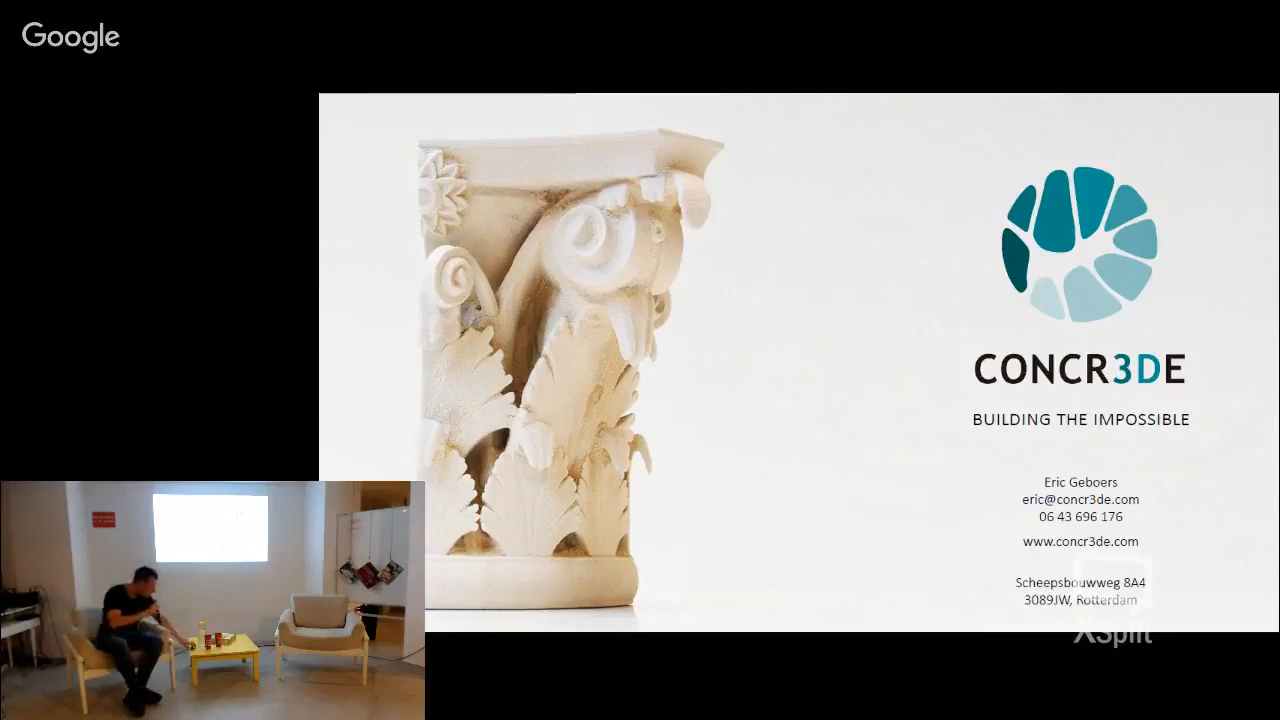 Google
CONCR3DE
BUILDING THE IMPOSSIBLE
Eric Geboers
eric@concr3de.com
06 43 696 176
www.concr3de.com
Scheepsbouwweg 8A4
3089JW, Rotterdam
XSplit